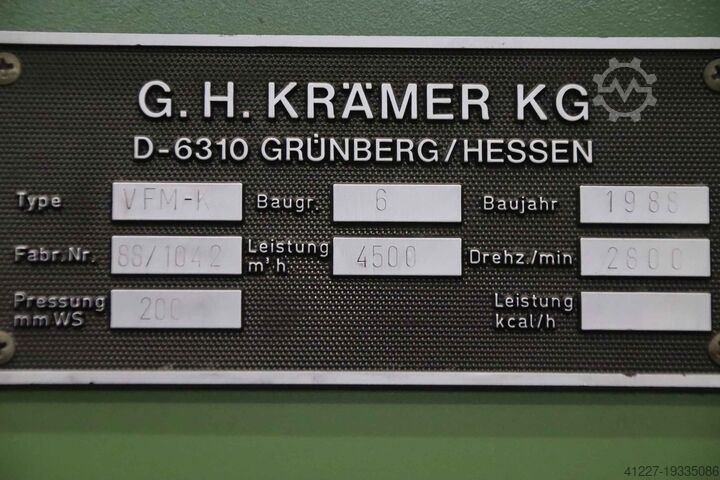 G. H. KRÄMER KG
D-6310 GRÜNBERG/HESSEN
Type VFM-K Baugr. 6 Baujahr 1988
Fabr.Nr. 88/1042 Leistung m³h 4500 Drehz./min 2600
Pressung mm WS 200 Leistung kcal/h
41227-19335086